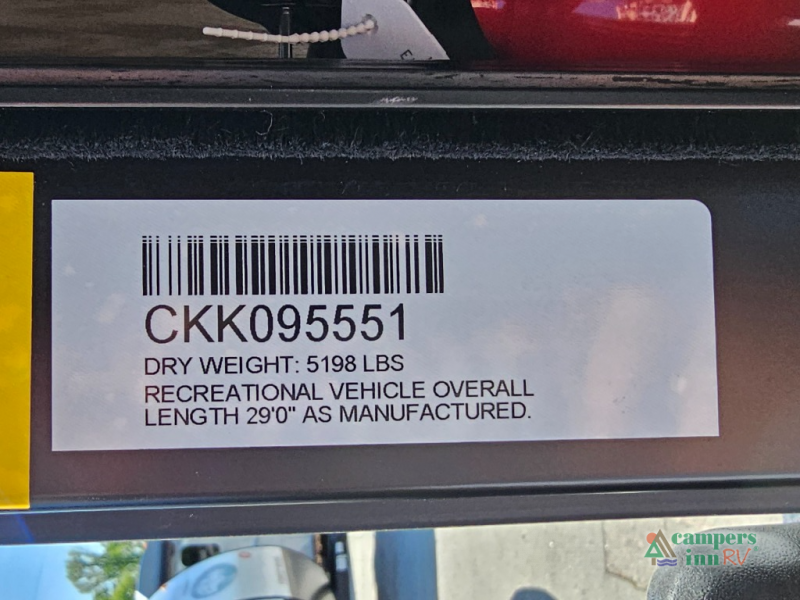 CKK095551
DRY WEIGHT: 5198 LBS
RECREATIONAL VEHICLE OVERALL
LENGTH 29'0" AS MANUFACTURED.
campers
inn RV